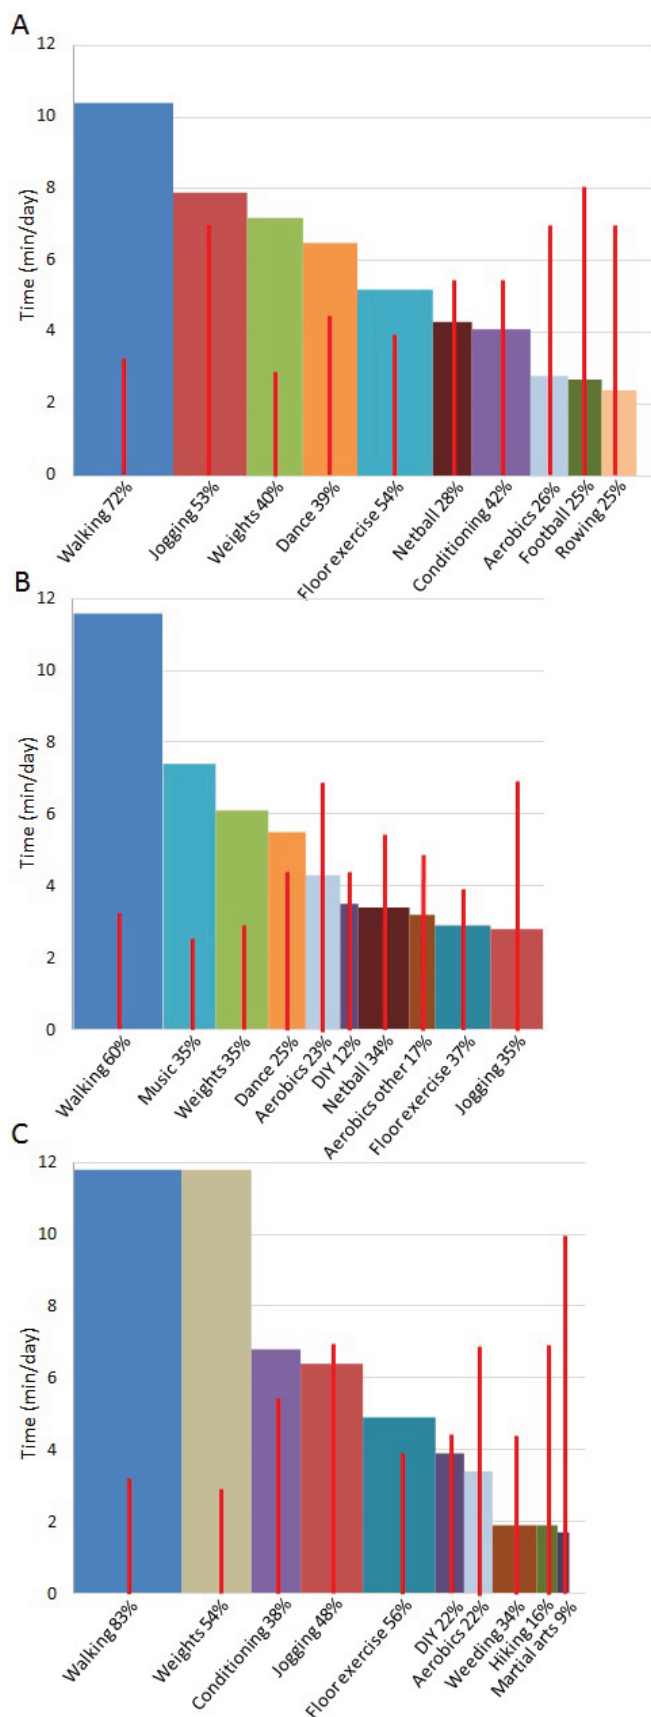 A
12
10
8
6
4
2
0
Time (min/day)
Walking 72%
Jogging 53%
Weights 40%
Dance 39%
Floor exercise 54%
Netball 28%
Conditioning 42%
Aerobics 26%
Football 25%
Rowing 25%
B
12
10
8
6
4
2
0
Time (min/day)
Walking 60%
Music 35%
Weights 35%
Dance 25%
Aerobics 23%
DIY 12%
Netball 34%
Aerobics other 17%
Floor exercise 37%
Jogging 35%
C
12
10
8
6
4
2
0
Time (min/day)
Walking 83%
Weights 54%
Conditioning 38%
Jogging 48%
Floor exercise 56%
DIY 22%
Aerobics 22%
Weeding 34%
Hiking 16%
Martial arts 9%